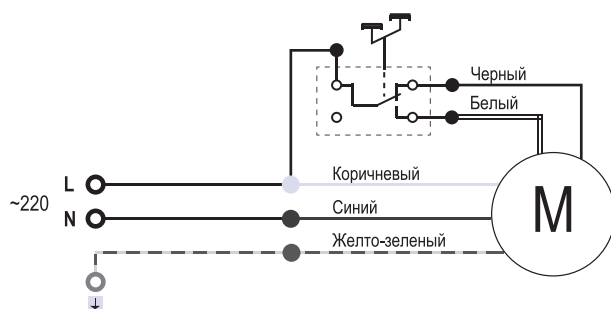 Черный
Белый
Коричневый
L
~220
Синий
N
Желто-зеленый
M